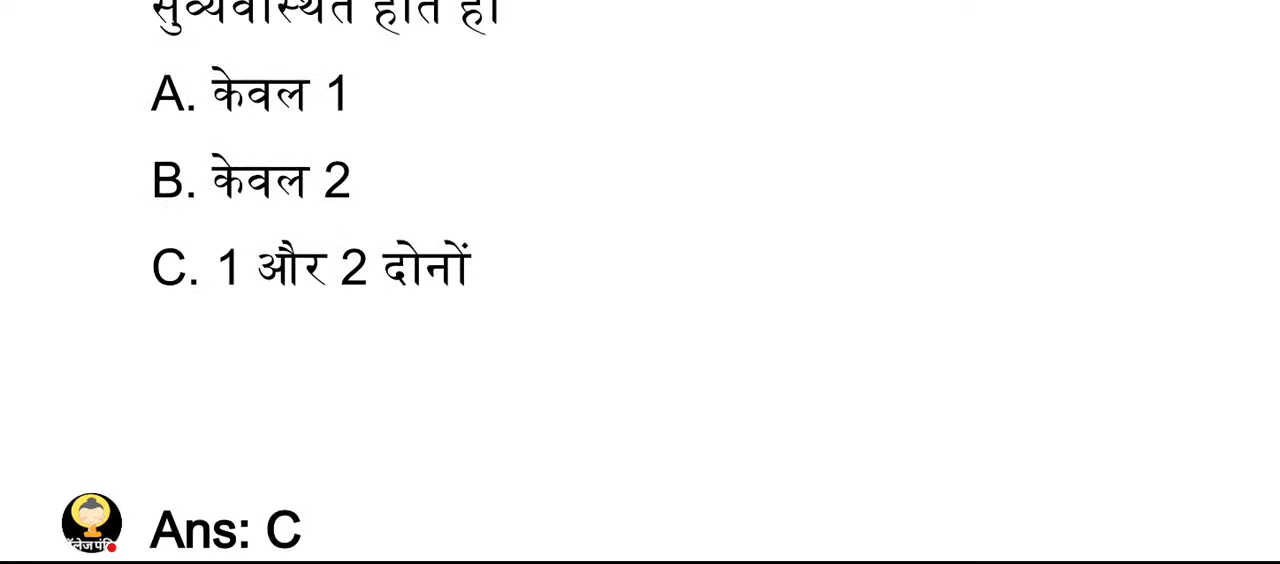 सुव्यवस्थित होते हैं।
A. केवल 1
B. केवल 2
C. 1 और 2 दोनों
Ans: C